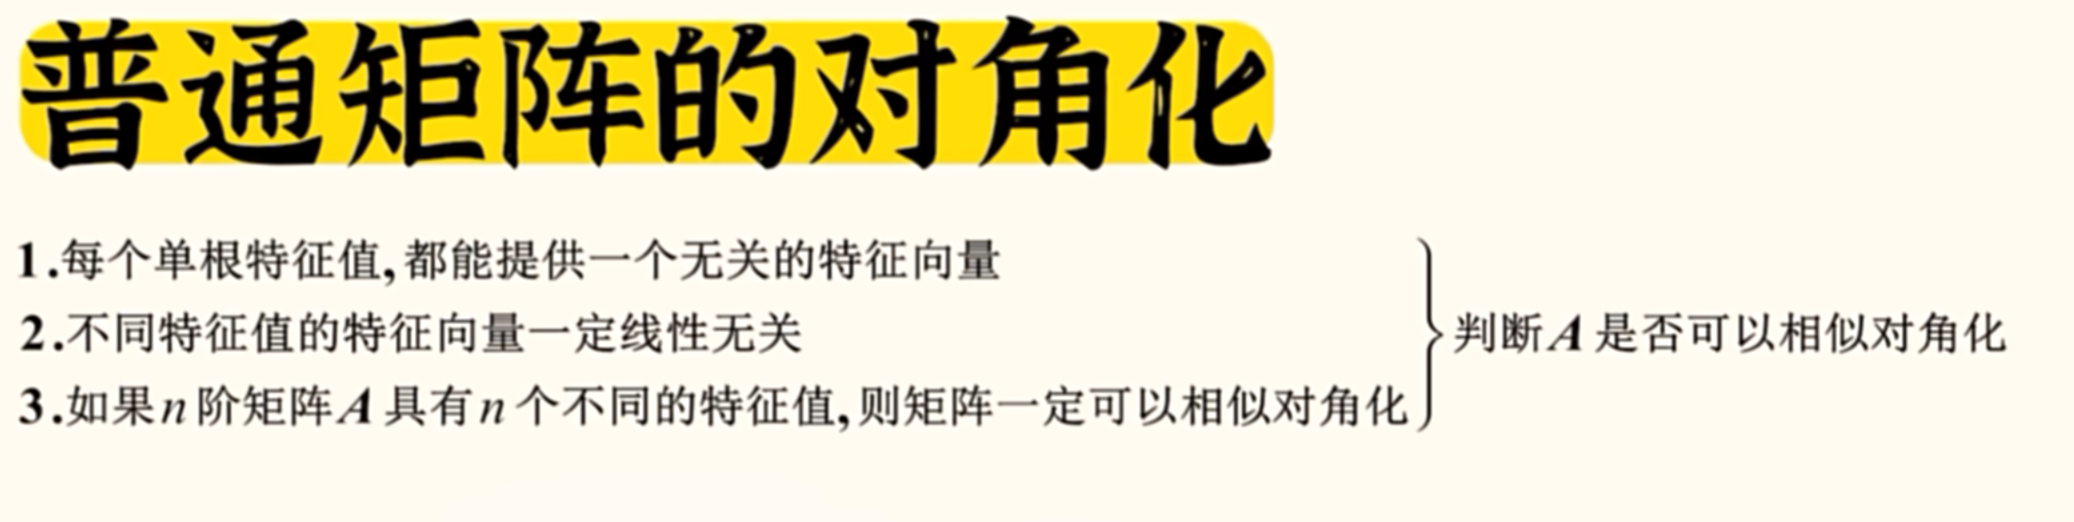 普通矩阵的对角化
1.每个单根特征值,都能提供一个无关的特征向量
2.不同特征值的特征向量一定线性无关
3.如果n阶矩阵A具有n个不同的特征值,则矩阵一定可以相似对角化
判断A是否可以相似对角化